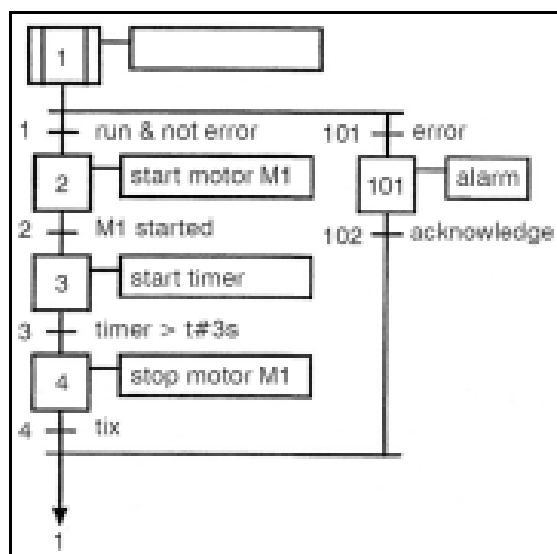 1
1 run & not error 101 error
2 start motor M1 101 alarm
2 M1 started 102 acknowledge
3 start timer
3 timer > t#3s
4 stop motor M1
4 tix
1